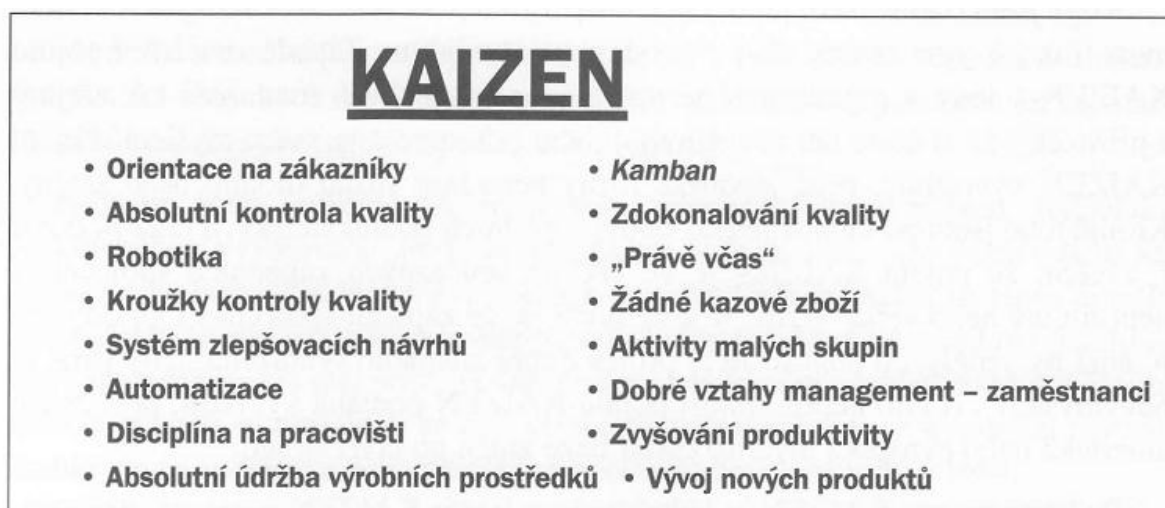 KAIZEN
• Orientace na zákazníky
• Absolutní kontrola kvality
• Robotika
• Kroužky kontroly kvality
• Systém zlepšovacích návrhů
• Automatizace
• Disciplína na pracovišti
• Absolutní údržba výrobních prostředků
• Kamban
• Zdokonalování kvality
• „Právě včas“
• Žádné kazové zboží
• Aktivity malých skupin
• Dobré vztahy management – zaměstnanci
• Zvyšování produktivity
• Vývoj nových produktů